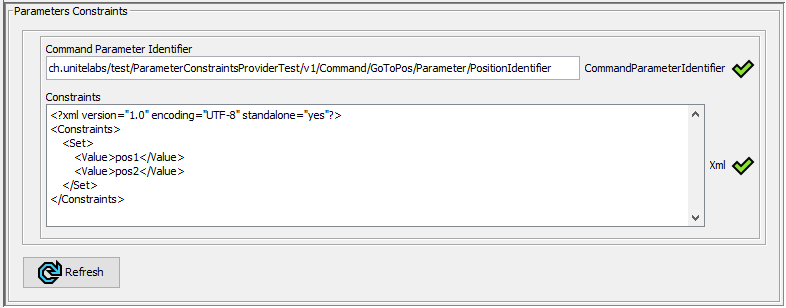 Parameters Constraints
Command Parameter Identifier
ch.unitelabs/test/ParameterConstraintsProviderTest/v1/Command/GoToPos/Parameter/PositionIdentifier CommandParameterIdentifier
Constraints
<?xml version="1.0" encoding="UTF-8" standalone="yes"?>
<Constraints>
<Set>
<Value>pos1</Value>
<Value>pos2</Value>
</Set>
</Constraints>
Xml
Refresh